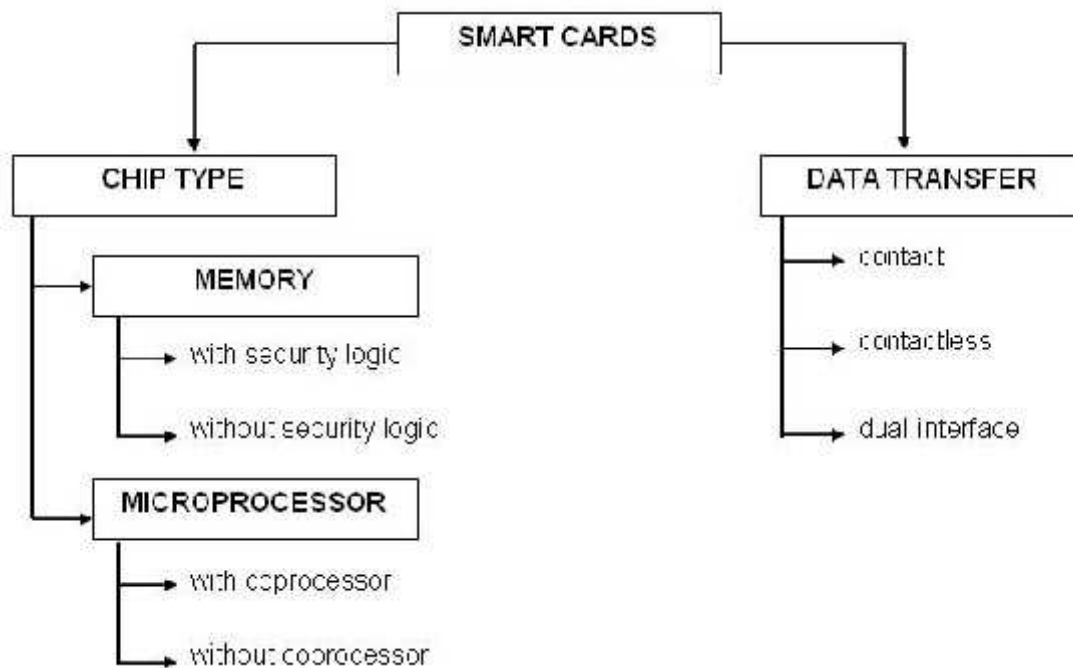 SMART CARDS
CHIP TYPE
MEMORY
with security logic
without security logic
MICROPROCESSOR
with coprocessor
without coprocessor
DATA TRANSFER
contact
contactless
dual interface